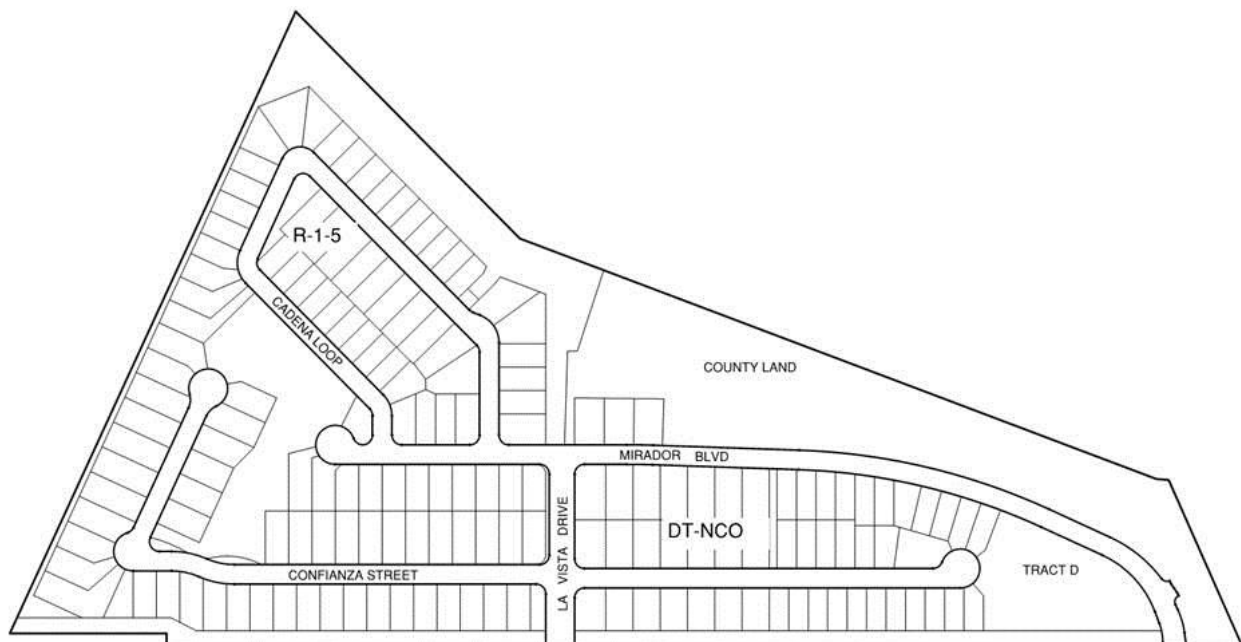 R-1-5
CADENA LOOP
COUNTY LAND
MIRADOR BLVD
LA VISTA DRIVE
DT-NCO
CONFIANZA STREET
TRACT D